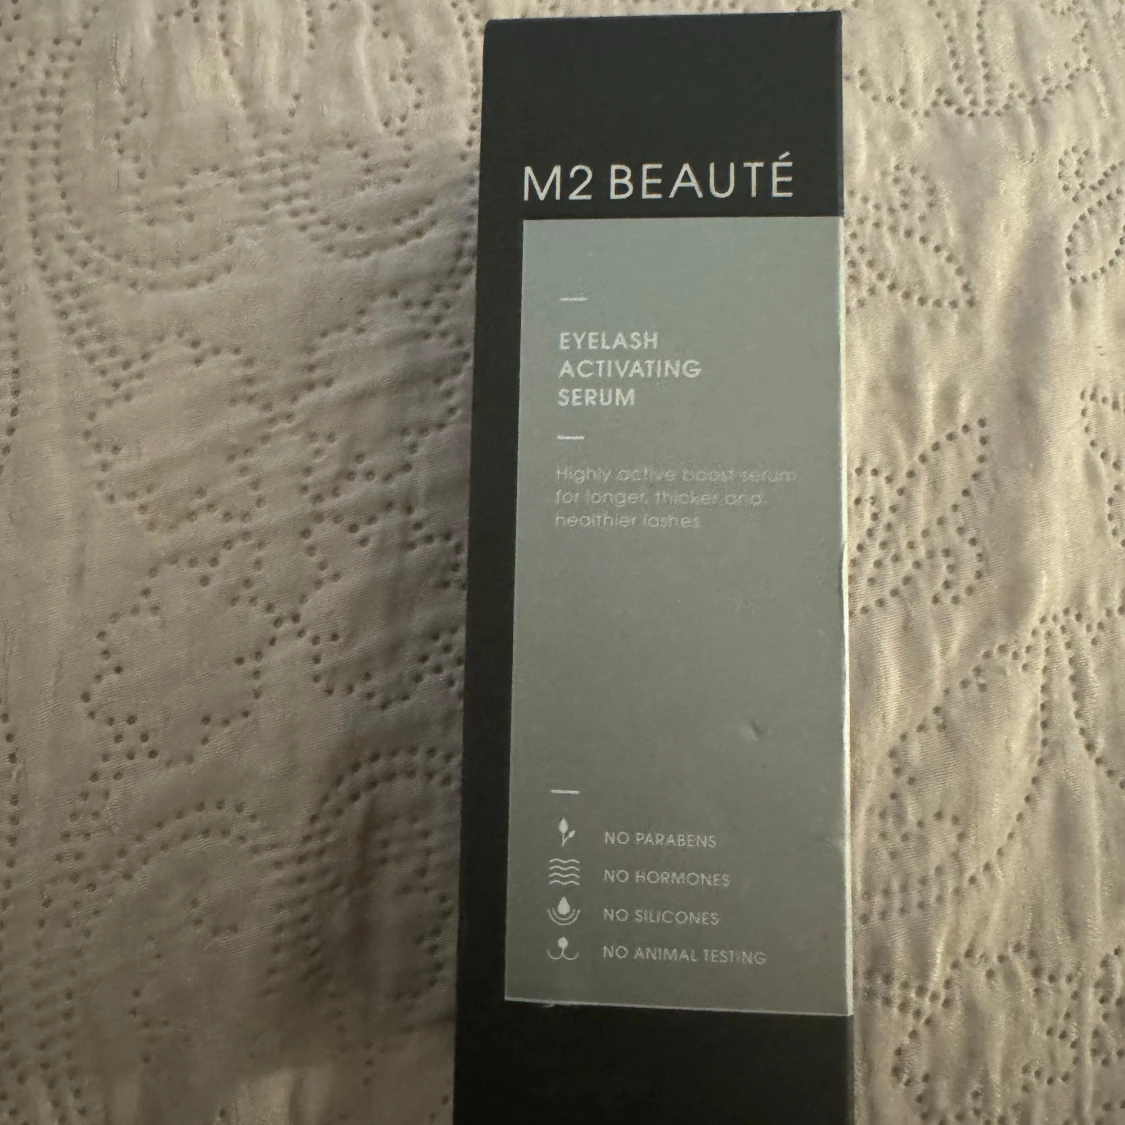 M2 BEAUTÉ
EYELASH
ACTIVATING
SERUM
Highly active boost serum
for longer, thicker and
healthier lashes
NO PARABENS
NO HORMONES
NO SILICONES
NO ANIMAL TESTING